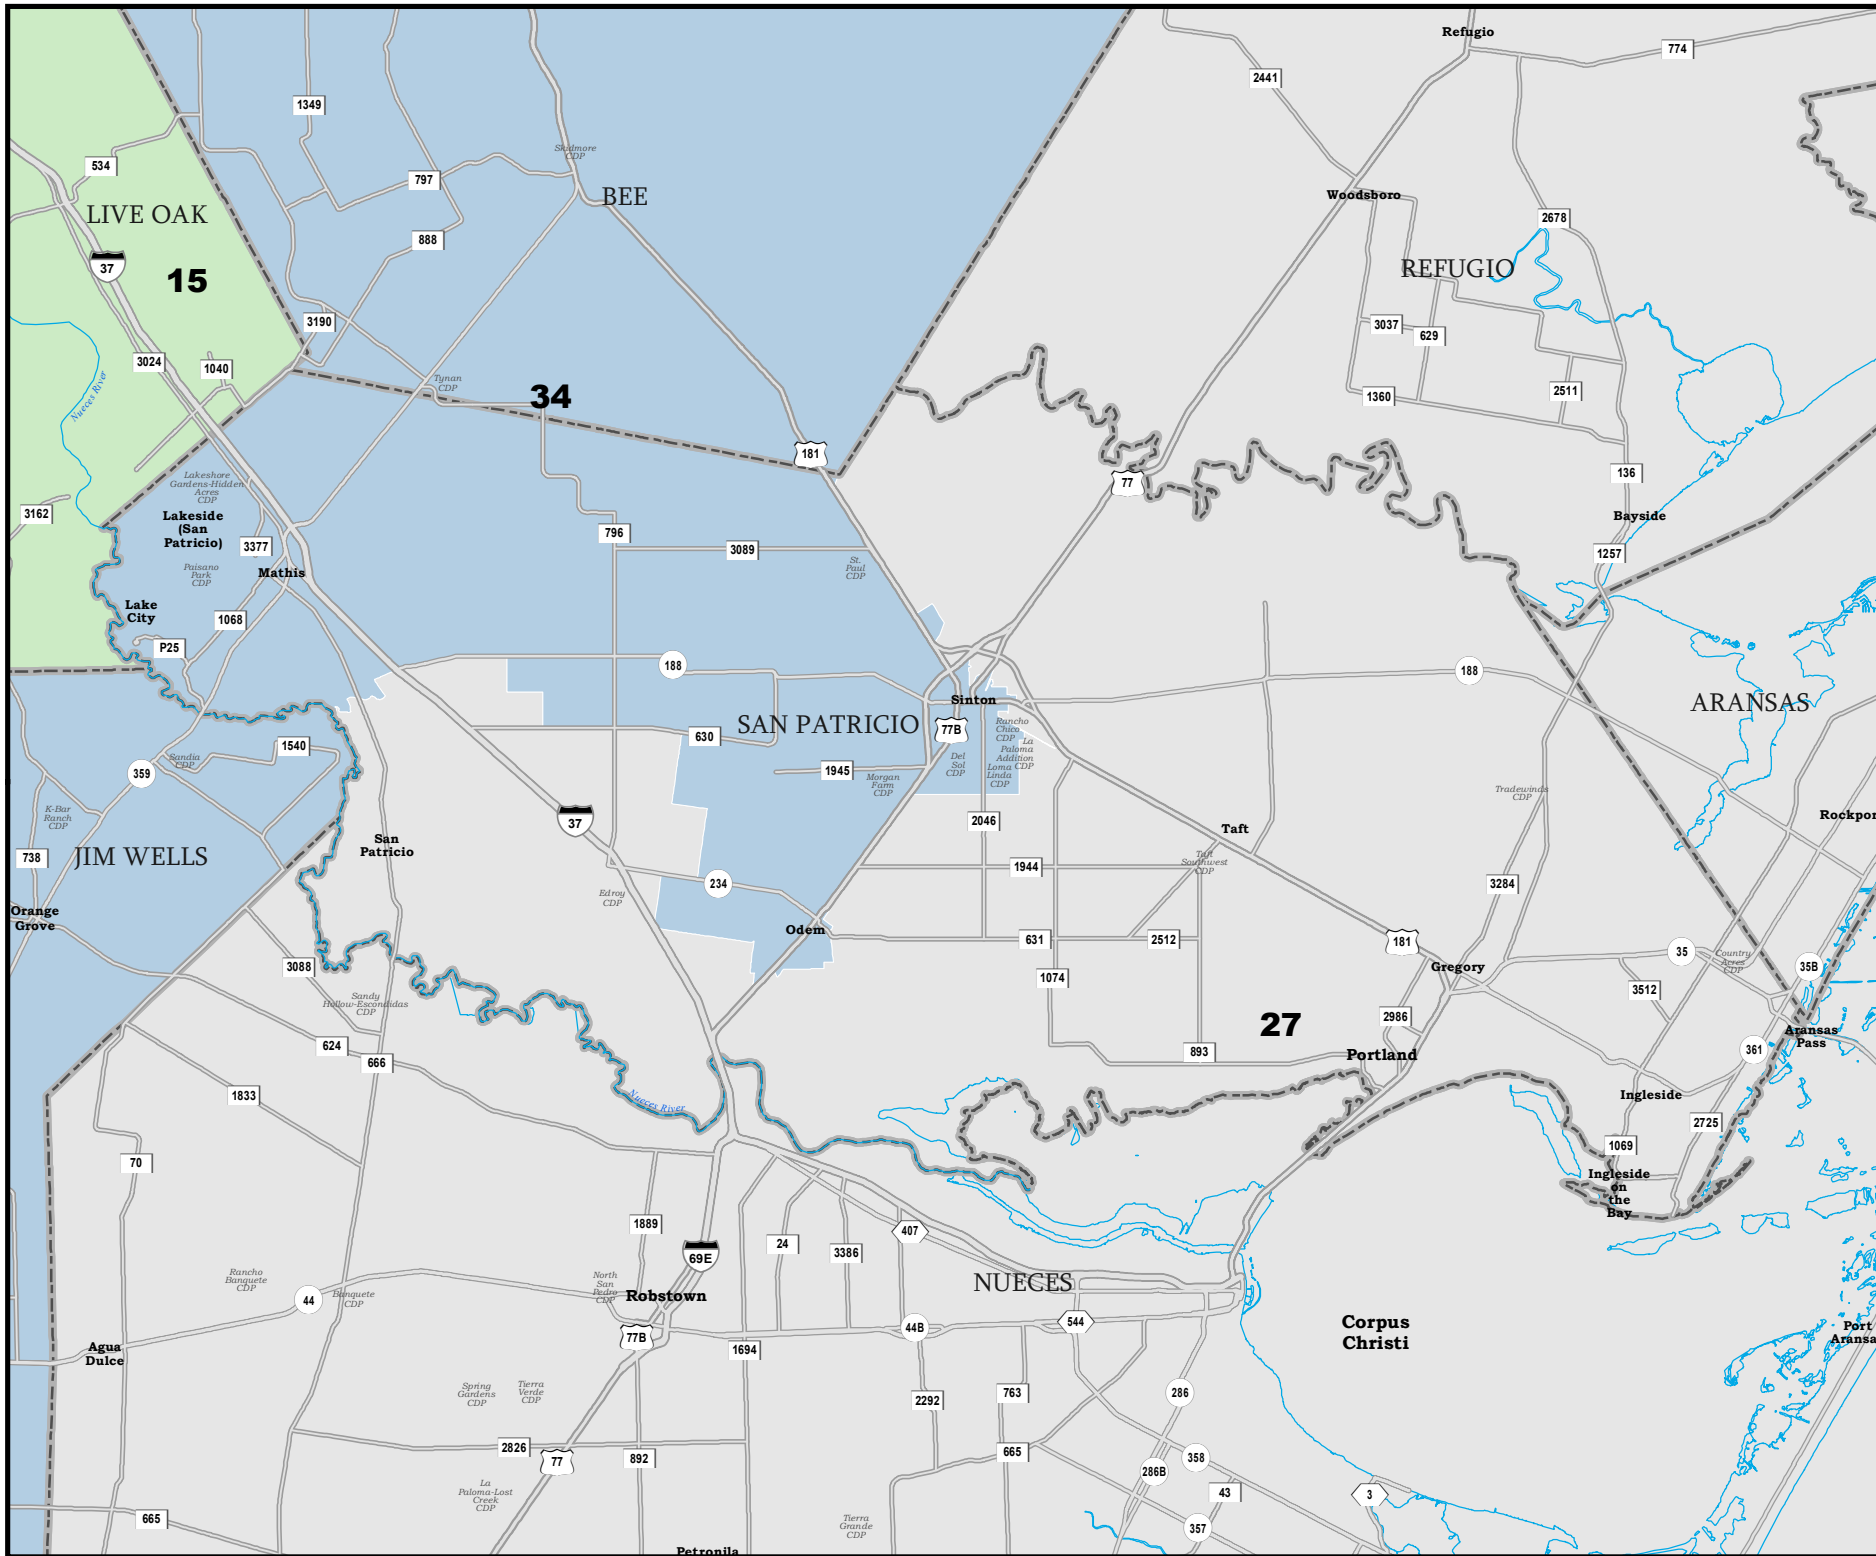 Refugio
774
2441
1349
534
797
Skidmore
CDP
BEE
LIVE OAK
Woodsboro
2678
888
REFUGIO
37
15
3190
3037
629
3024
1040
Nueces River
Tynan
CDP
34
1360
2511
181
77
136
Lakeshore
Gardens-Hidden
Acres
CDP
3162
Lakeside
(San
Patricio)
3377
Bayside
796
3089
1257
Paisano
Park
CDP
Mathis
St.
Paul
CDP
Lake
City
1068
P25
188
188
Sinton
ARANSAS
SAN PATRICIO
77B
630
Rancho
Chico
CDP
La
Paloma
Addition
CDP
1540
Sandia
CDP
359
1945
Morgan
Farm
CDP
Del
Sol
CDP
Loma
Linda
CDP
Tradewinds
CDP
K-Bar
Ranch
CDP
37
2046
Taft
Rockpor
738
JIM WELLS
San
Patricio
1944
Taft
Southwest
CDP
234
Edroy
CDP
3284
Orange
Grove
Odem
631
2512
181
35
Country
Acres
CDP
35B
3088
1074
Gregory
3512
Sandy
Hollow-Escondidas
CDP
2986
27
Aransas
Pass
624
666
893
Portland
361
1833
Nueces River
Ingleside
2725
70
1069
Ingleside
on
the
Bay
1889
407
24
3386
69E
Rancho
Banquete
CDP
44
Banquete
CDP
North
San
Pedro
CDP
Robstown
NUECES
77B
44B
544
Corpus
Christi
Port
Aransa
Agua
Dulce
1694
Spring
Gardens
CDP
Tierra
Verde
CDP
2292
763
286
2826
77
892
665
358
286B
La
Paloma-Lost
Creek
CDP
43
3
665
Tierra
Grande
CDP
357
Petronila